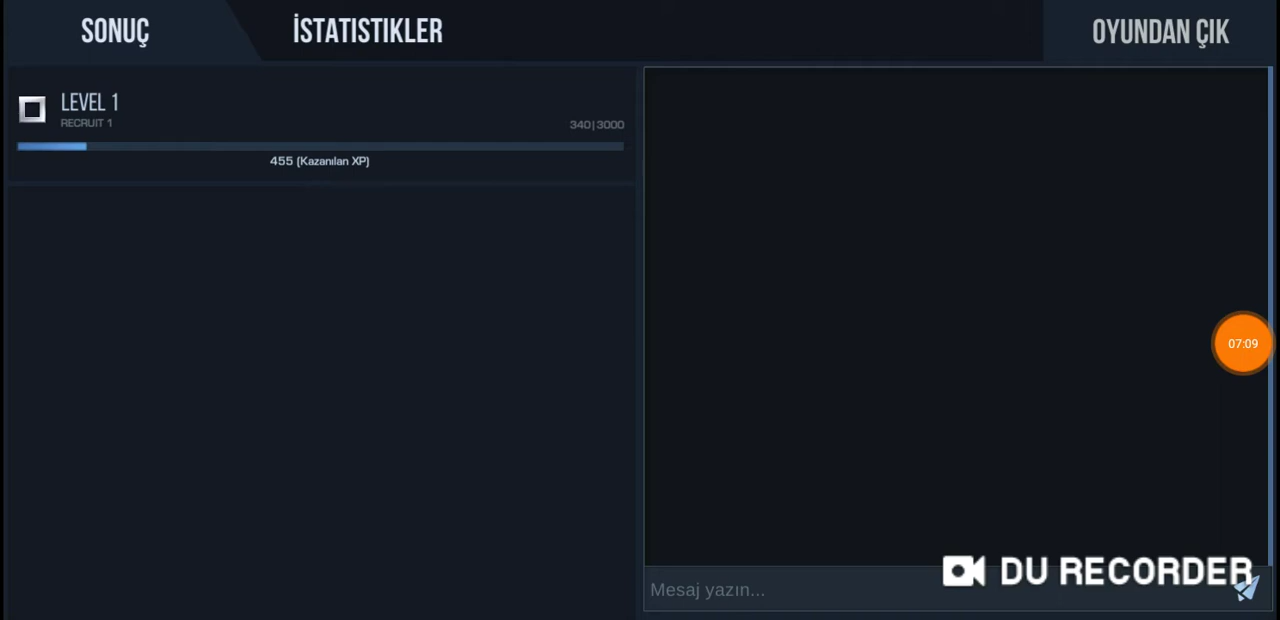 SONUÇ
İSTATISTIKLER
OYUNDAN ÇIK
LEVEL 1
RECRUIT 1
340|3000
455 (Kazanılan XP)
07:09
DU RECORDER
Mesaj yazın...